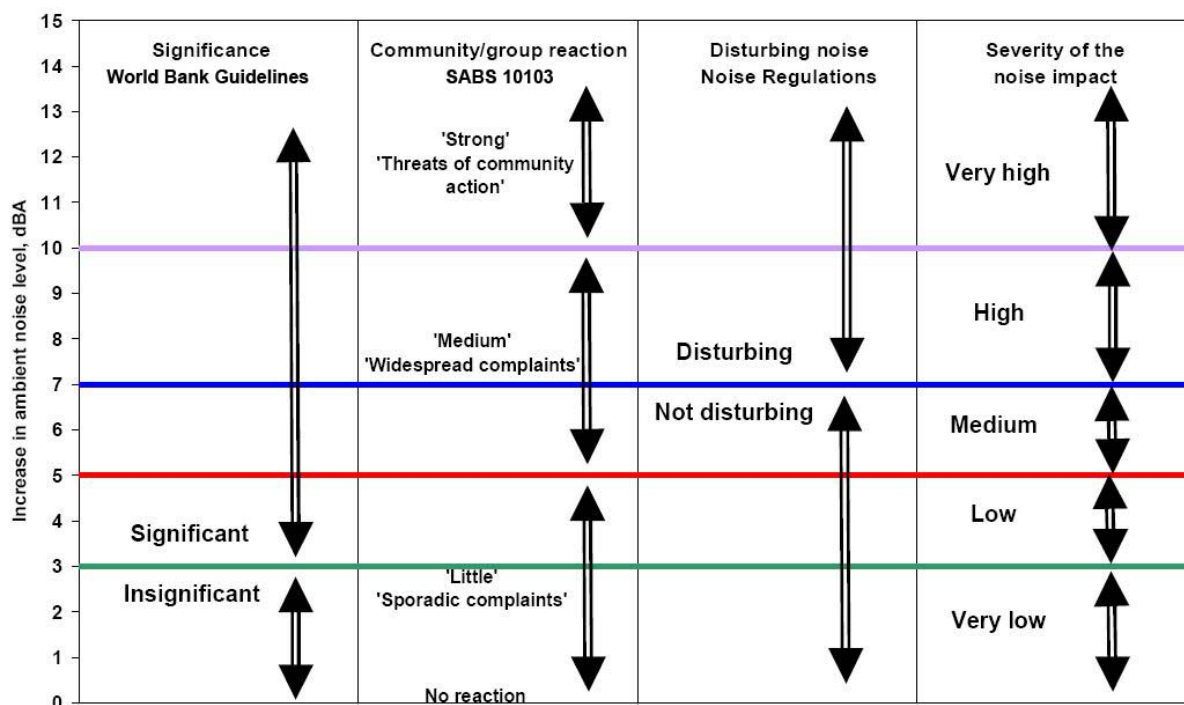 Increase in ambient noise level, dBA
15
14
13
12
11
10
9
8
7
6
5
4
3
2
1
0
Significance
World Bank Guidelines
Significant
Insignificant
Community/group reaction
SABS 10103
'Strong'
'Threats of community
action'
'Medium'
'Widespread complaints'
'Little'
'Sporadic complaints'
No reaction
Disturbing noise
Noise Regulations
Disturbing
Not disturbing
Severity of the
noise impact
Very high
High
Medium
Low
Very low